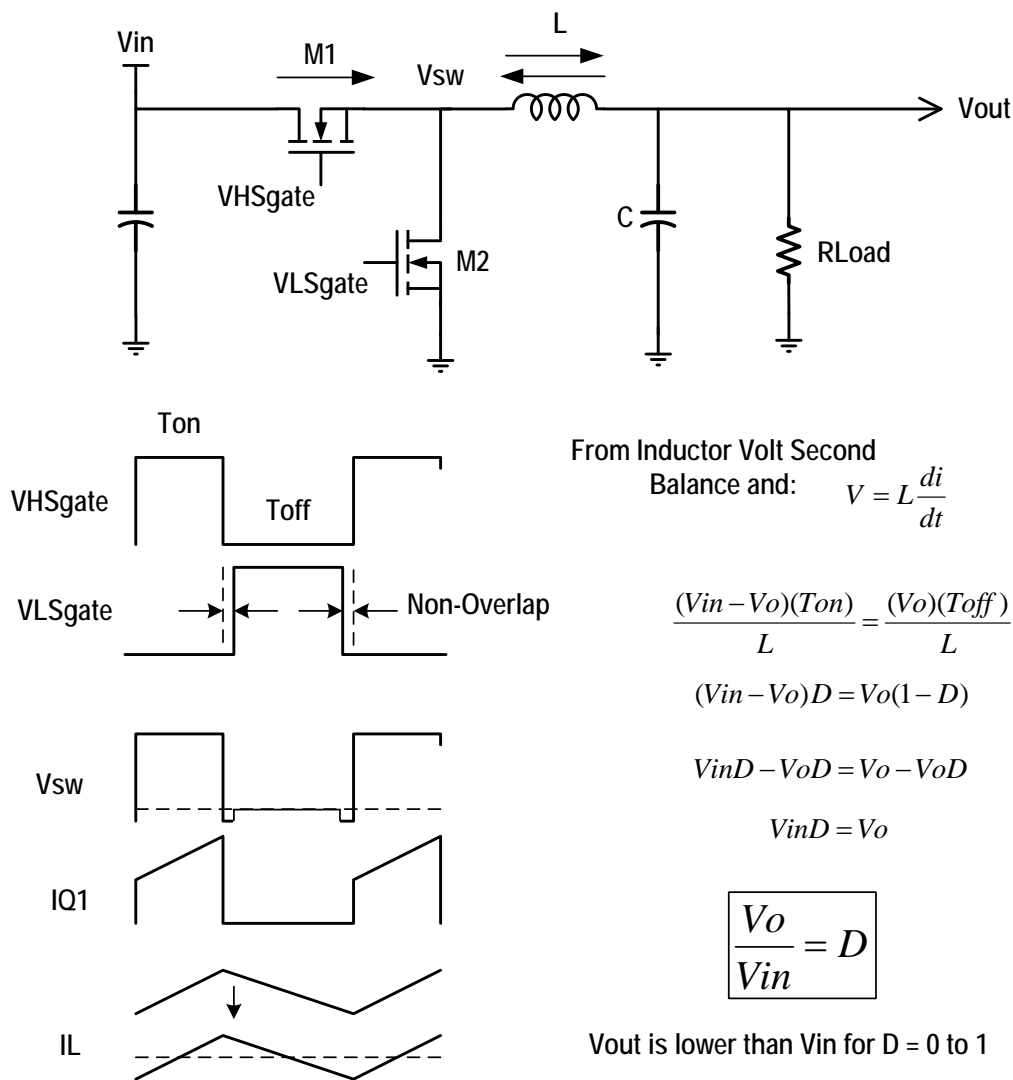 Vin
M1
Vsw
L
Vout
VHSgate
VLSgate
M2
C
RLoad
Ton
VHSgate
Toff
VLSgate
Non-Overlap
Vsw
IQ1
IL
From Inductor Volt Second
Balance and: V = L di/dt
(Vin – Vo)(Ton)/L = (Vo)(Toff)/L
(Vin – Vo)D = Vo(1 – D)
VinD – VoD = Vo – VoD
VinD = Vo
Vo/Vin = D
Vout is lower than Vin for D = 0 to 1